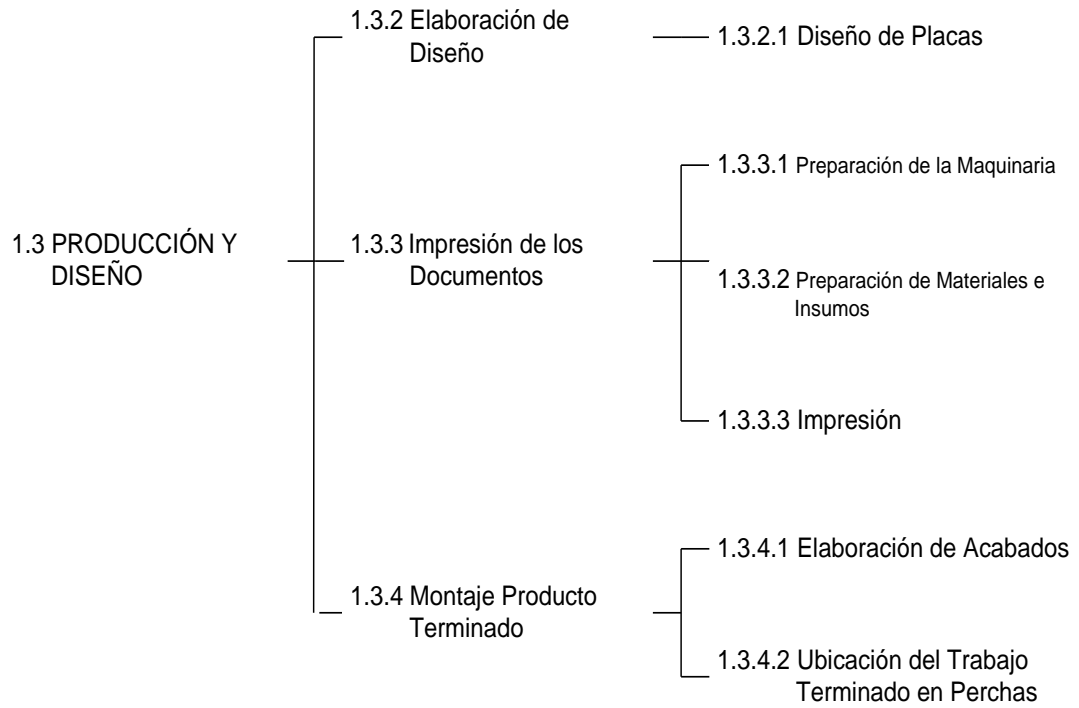 1.3 PRODUCCIÓN Y
DISEÑO
1.3.2 Elaboración de
Diseño
1.3.2.1 Diseño de Placas
1.3.3 Impresión de los
Documentos
1.3.3.1 Preparación de la Maquinaria
1.3.3.2 Preparación de Materiales e
Insumos
1.3.3.3 Impresión
1.3.4 Montaje Producto
Terminado
1.3.4.1 Elaboración de Acabados
1.3.4.2 Ubicación del Trabajo
Terminado en Perchas